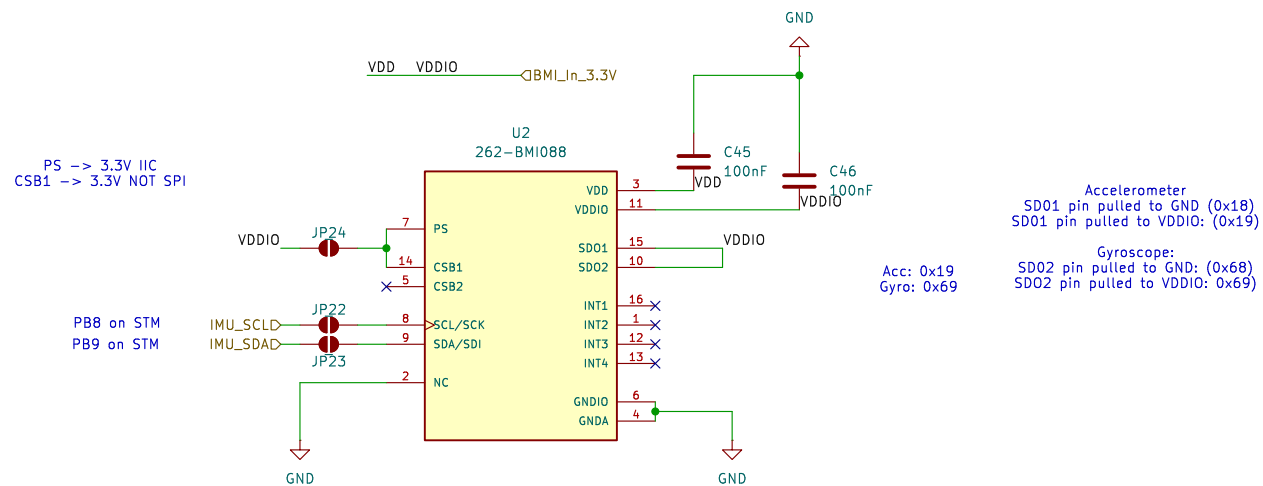 GND
VDD VDDIO
BMI_In_3.3V
U2
262-BMI088
PS -> 3.3V IIC
CSB1 -> 3.3V NOT SPI
C45
100nF
VDD
C46
100nF
VDDIO
3 VDD
11 VDDIO
7 PS
14 CSB1
5 CSB2
8 SCL/SCK
9 SDA/SDI
2 NC
15 SDO1
10 SDO2
16 INT1
1 INT2
12 INT3
13 INT4
6 GNDIO
4 GNDA
VDDIO
JP24
VDDIO
PB8 on STM
IMU_SCL
JP22
PB9 on STM
IMU_SDA
JP23
GND
GND
Acc: 0x19
Gyro: 0x69
Accelerometer
SDO1 pin pulled to GND (0x18)
SDO1 pin pulled to VDDIO: (0x19)
Gyroscope:
SDO2 pin pulled to GND: (0x68)
SDO2 pin pulled to VDDIO: 0x69)